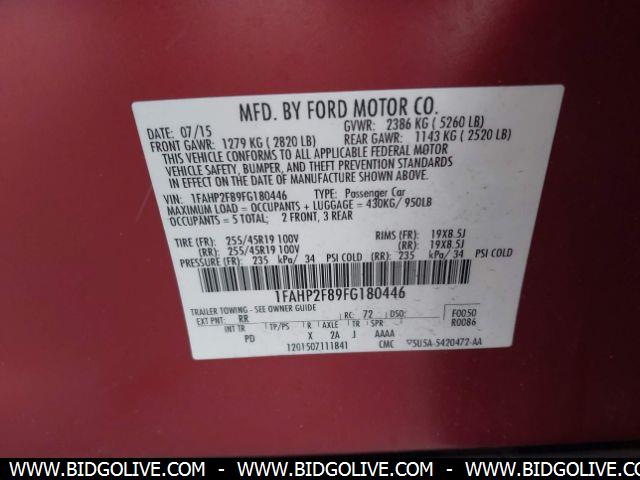 MFD. BY FORD MOTOR CO.
DATE: 07/15 GVWR: 2386 KG ( 5260 LB)
FRONT GAWR: 1279 KG ( 2820 LB) REAR GAWR: 1143 KG ( 2520 LB)
THIS VEHICLE CONFORMS TO ALL APPLICABLE FEDERAL MOTOR
VEHICLE SAFETY, BUMPER, AND THEFT PREVENTION STANDARDS
IN EFFECT ON THE DATE OF MANUFACTURE SHOWN ABOVE.
VIN: 1FAHP2F89FG180446 TYPE: Passenger Car
MAXIMUM LOAD = OCCUPANTS + LUGGAGE = 430KG/ 950LB
OCCUPANTS = 5 TOTAL; 2 FRONT, 3 REAR
TIRE (FR): 255/45R19 100V RIMS (FR): 19X8.5J
(RR): 255/45R19 100V (RR): 19X8.5J
PRESSURE (FR): 235 kPa/ 34 PSI COLD (RR): 235 kPa/ 34 PSI COLD
1FAHP2F89FG180446
TRAILER TOWING - SEE OWNER GUIDE
EXT PNT: RR RC: 72 DSO: F0050
INT TR TP/PS R AXLE TR SPR R0086
PD X 2A J AAAA
1201507111841 CMC 5U5A-5420472-AA
WWW.BIDGOLIVE.COM - WWW.BIDGOLIVE.COM - WWW.BIDGOLIVE.COM